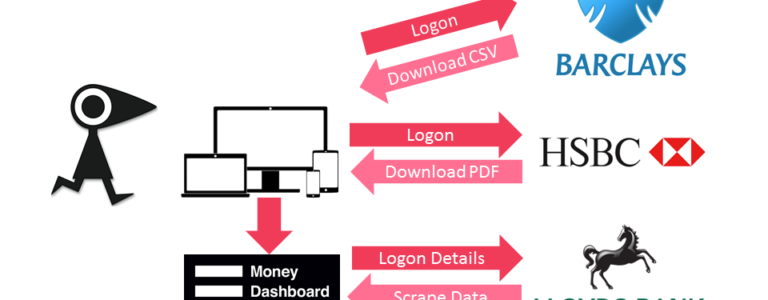 Logon
Download CSV
BARCLAYS
Logon
Download PDF
HSBC
Logon Details
Scrape Data
Money
Dashboard
LLOYDS BANK